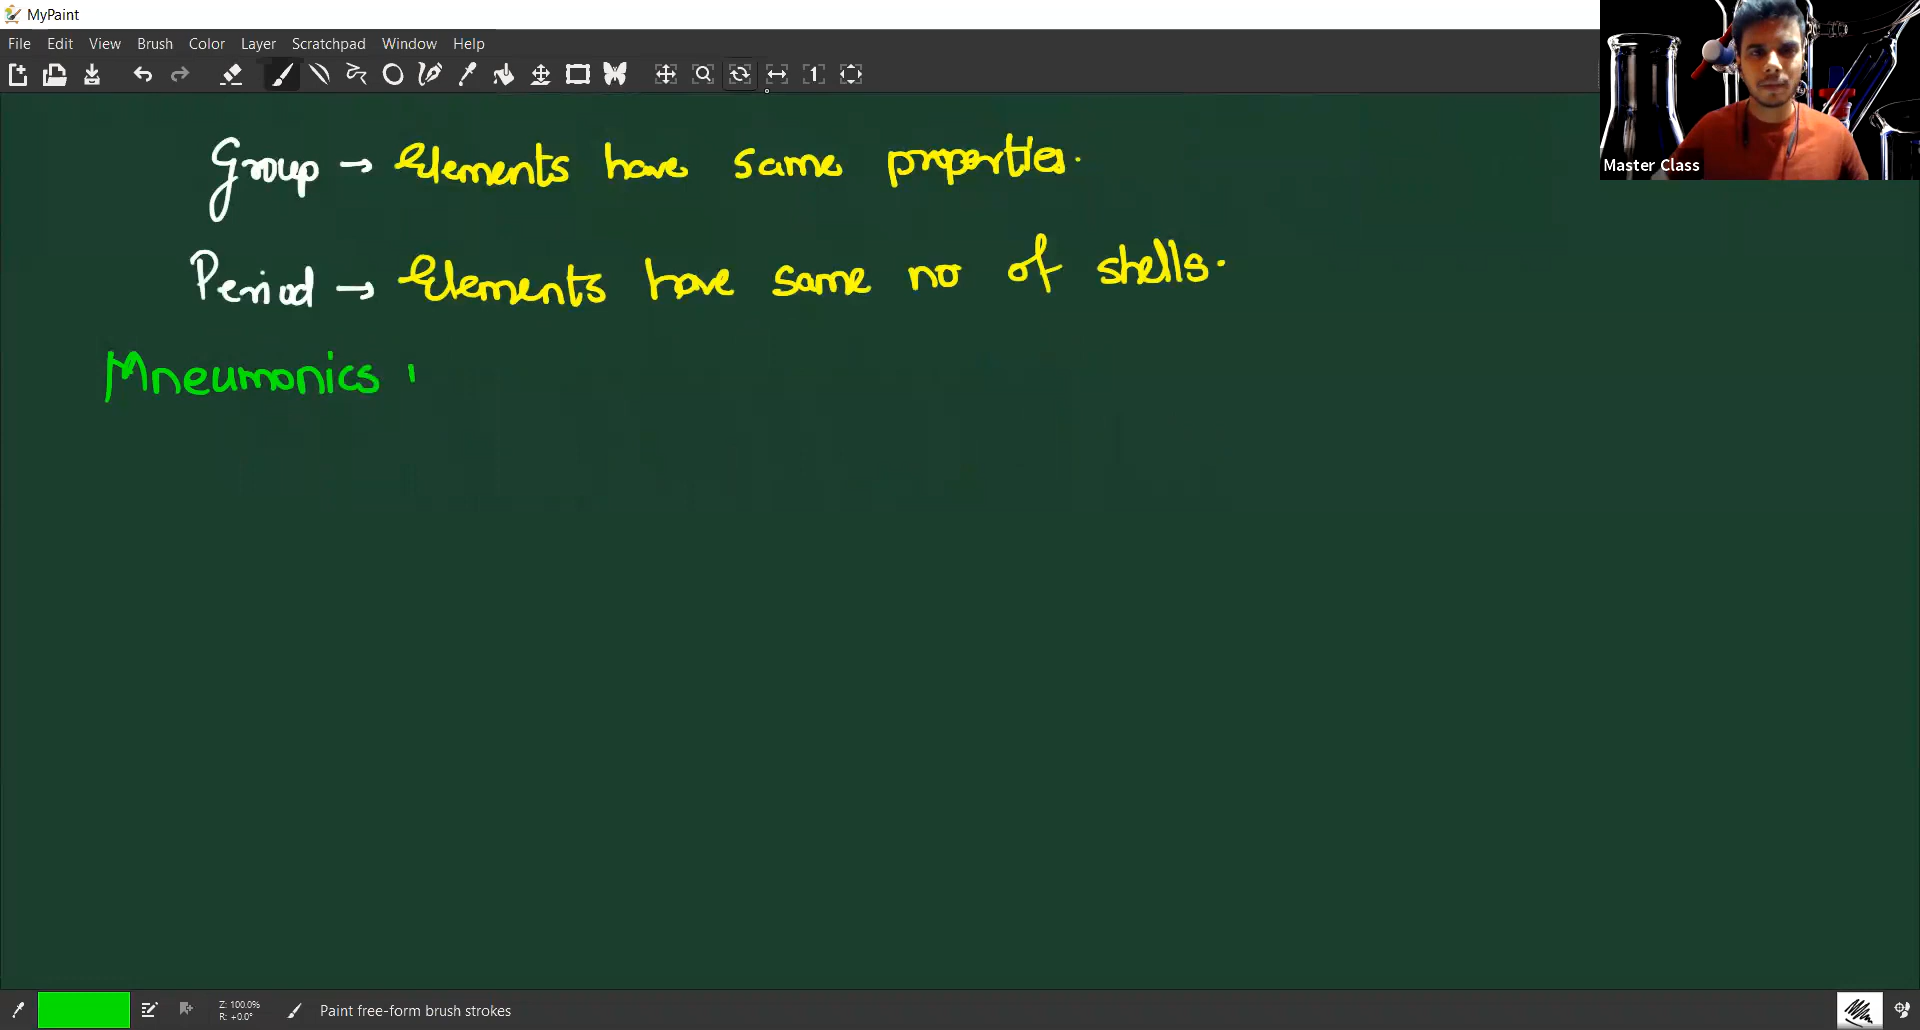 MyPaint
File Edit View Brush Color Layer Scratchpad Window Help
Master Class
Group → Elements have same properties.
Period → Elements have same no of shells.
Mneumonics :
Z: 100.0%
R: +0.0°
Paint free-form brush strokes